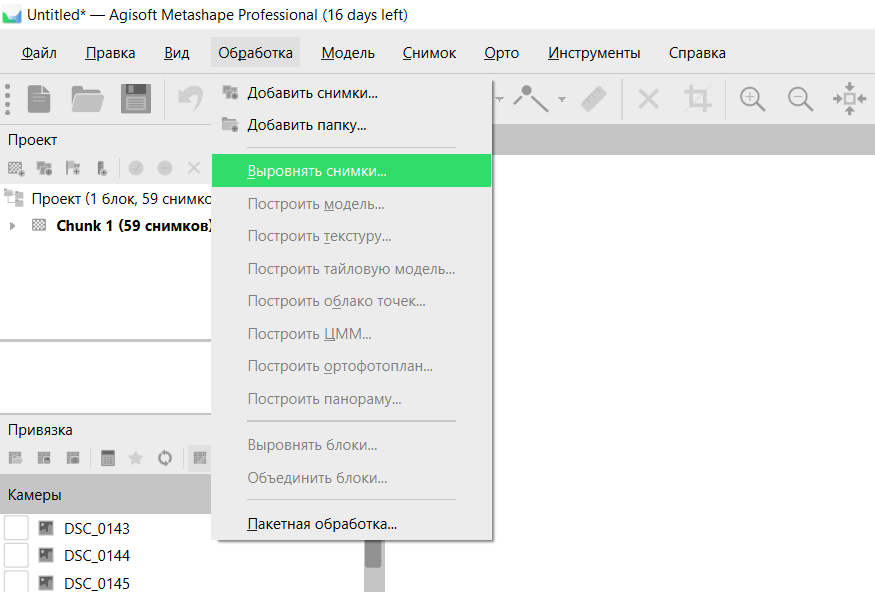 Untitled* — Agisoft Metashape Professional (16 days left)
Файл Правка Вид Обработка Модель Снимок Орто Инструменты Справка
Добавить снимки...
Добавить папку...
Проект
Выровнять снимки...
Проект (1 блок, 59 снимко
Построить модель...
Chunk 1 (59 снимков)
Построить текстуру...
Построить тайловую модель...
Построить облако точек...
Построить ЦММ...
Построить ортофотоплан...
Построить панораму...
Привязка
Выровнять блоки...
Объединить блоки...
Камеры
Пакетная обработка...
DSC_0143
DSC_0144
DSC_0145